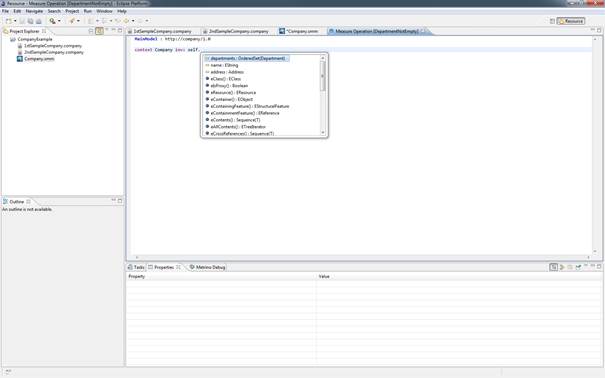 Resource - Measure Operation [DepartmentNotEmpty] - Eclipse Platform
File Edit Navigate Search Project Run Window Help
Resource
Project Explorer
CompanyExample
1stSampleCompany.company
2ndSampleCompany.company
Company.smm
1stSampleCompany.company
2ndSampleCompany.company
*Company.smm
Measure Operation [DepartmentNotEmpty]
MainModel : http://company/1.0
context Company inv: self.
departments : OrderedSet(Department)
name : EString
address : Address
eClass() : EClass
eIsProxy() : Boolean
eResource() : EResource
eContainer() : EObject
eContainingFeature() : EStructuralFeature
eContainmentFeature() : EReference
eContents() : Sequence(T)
eAllContents() : ETreeIterator
eCrossReferences() : Sequence(T)
Outline
An outline is not available.
Tasks
Properties
Metrino Debug
Property Value